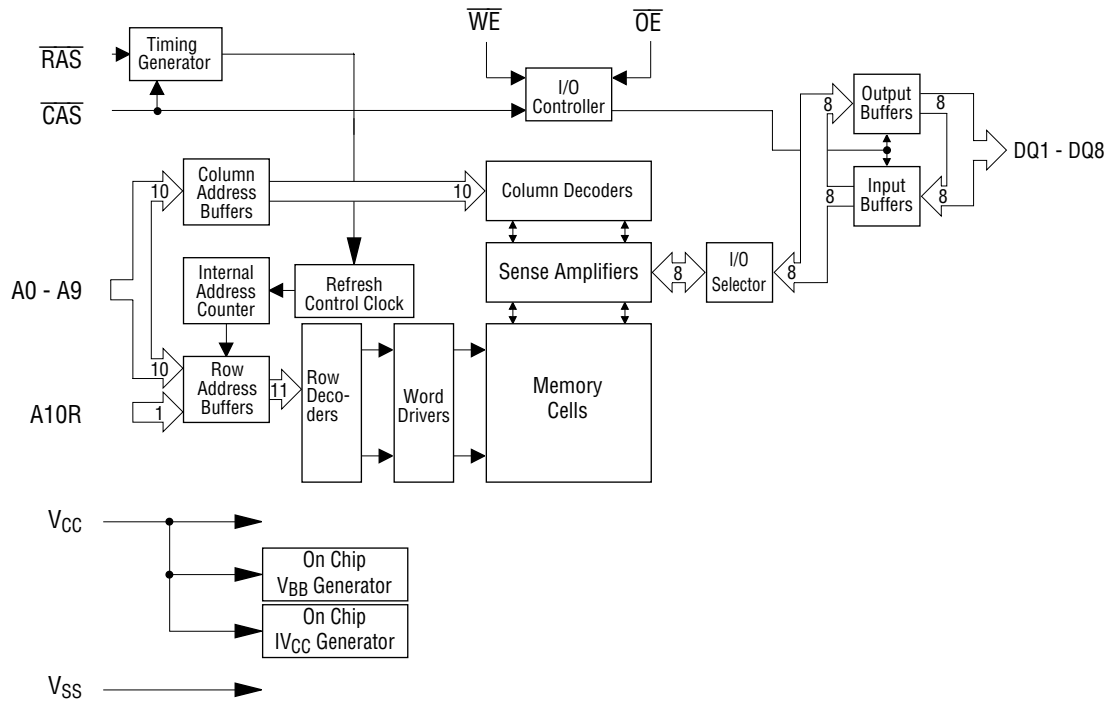 WE
OE
RAS
Timing
Generator
CAS
I/O
Controller
Output
Buffers
8
8
DQ1 - DQ8
Input
Buffers
8
8
Column
Address
Buffers
10
10
Column Decoders
Sense Amplifiers
8
I/O
Selector
8
A0 - A9
Internal
Address
Counter
Refresh
Control Clock
10
Row
Address
Buffers
11
Row
Deco-
ders
Word
Drivers
Memory
Cells
A10R
1
VCC
On Chip
VBB Generator
On Chip
IVCC Generator
VSS